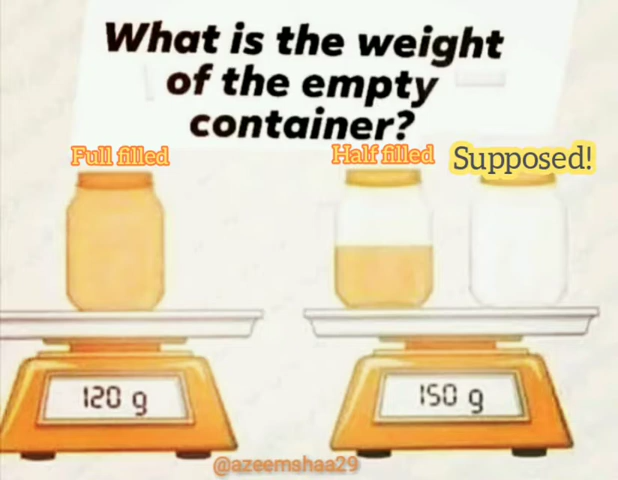 What is the weight
of the empty
container?
Full filled
Half filled
Supposed!
120 g
150 g
@azeemshaa29